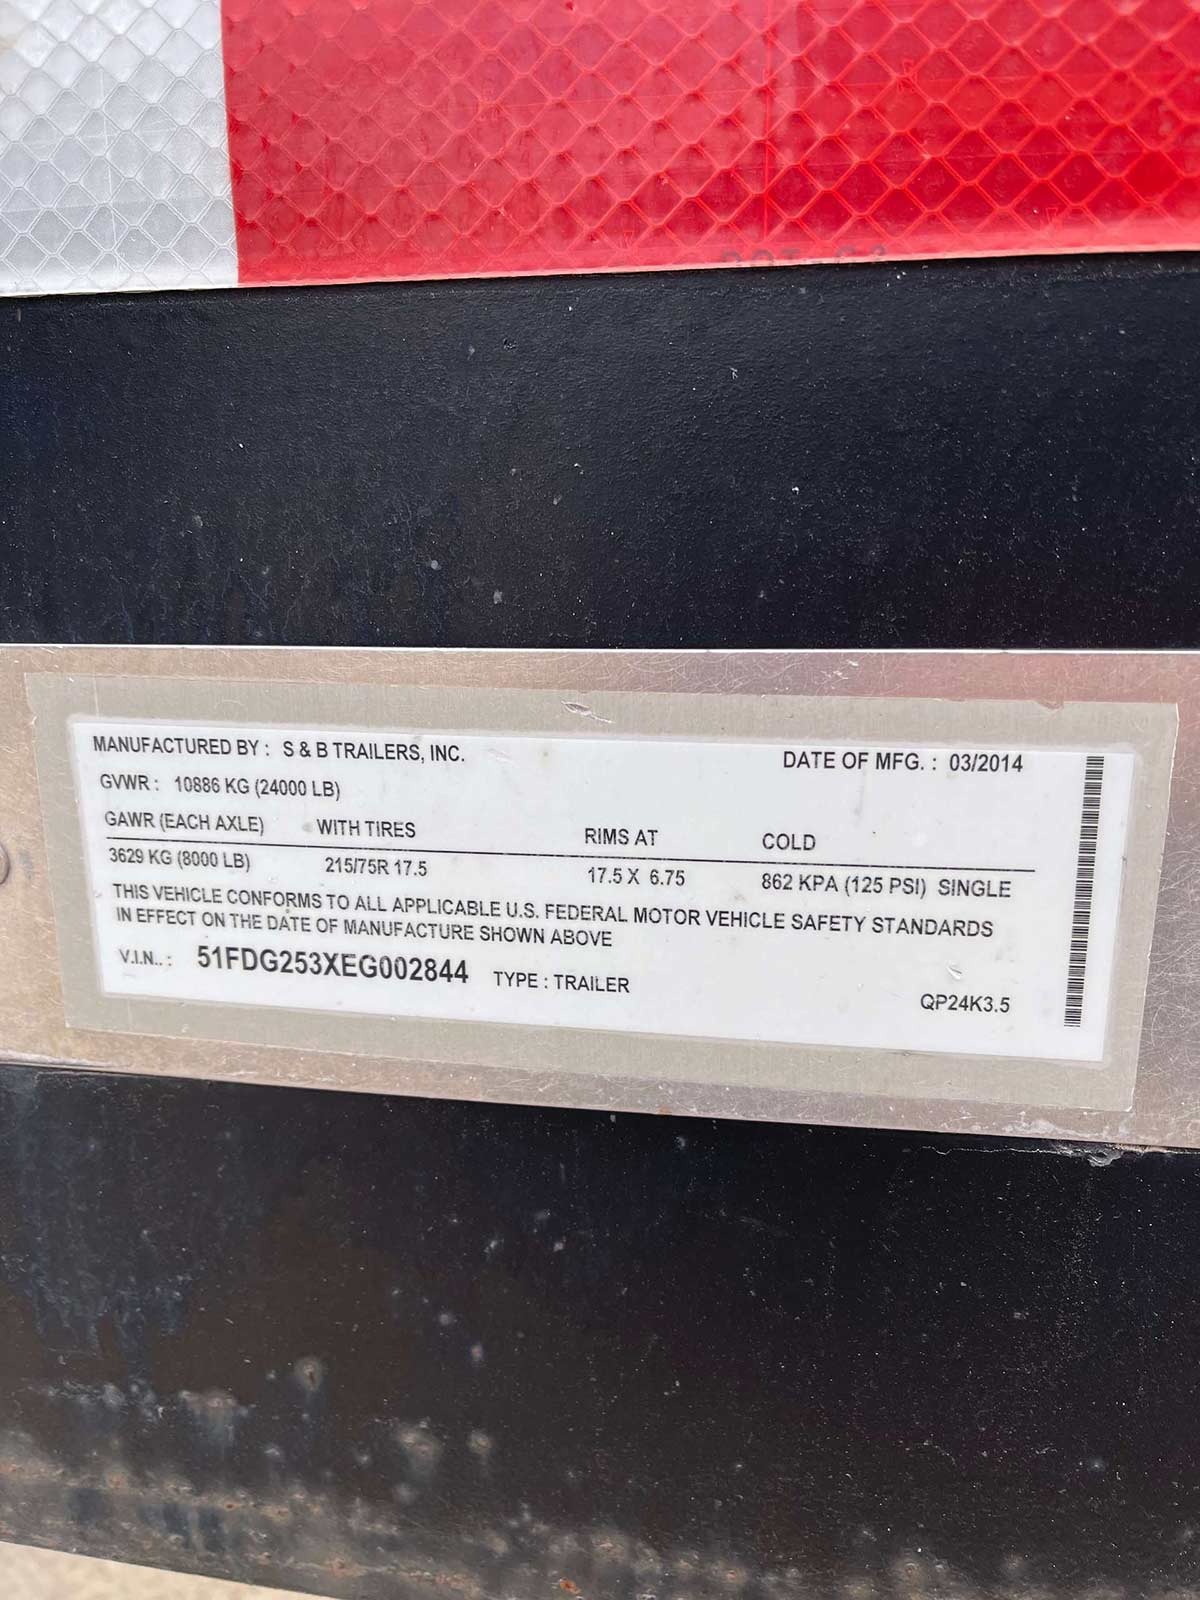 DOT-C2
MANUFACTURED BY : S & B TRAILERS, INC. DATE OF MFG. : 03/2014
GVWR : 10886 KG (24000 LB)
GAWR (EACH AXLE) WITH TIRES RIMS AT COLD
3629 KG (8000 LB) 215/75R 17.5 17.5 X 6.75 862 KPA (125 PSI) SINGLE
THIS VEHICLE CONFORMS TO ALL APPLICABLE U.S. FEDERAL MOTOR VEHICLE SAFETY STANDARDS
IN EFFECT ON THE DATE OF MANUFACTURE SHOWN ABOVE
V.I.N..: 51FDG253XEG002844 TYPE : TRAILER
QP24K3.5